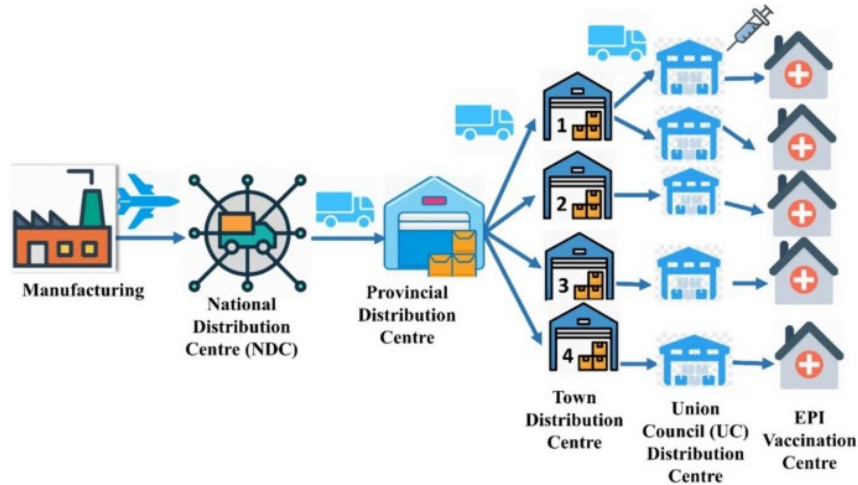 1
2
3
4
Manufacturing
National
Distribution
Centre (NDC)
Provincial
Distribution
Centre
Town
Distribution
Centre
Union
Council (UC)
Distribution
Centre
EPI
Vaccination
Centre